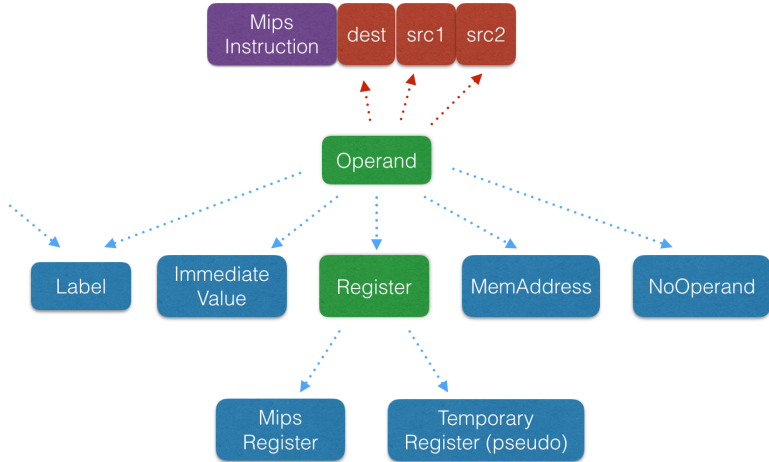 Mips
Instruction
dest
src1
src2
Operand
Label
Immediate
Value
Register
MemAddress
NoOperand
Mips
Register
Temporary
Register (pseudo)